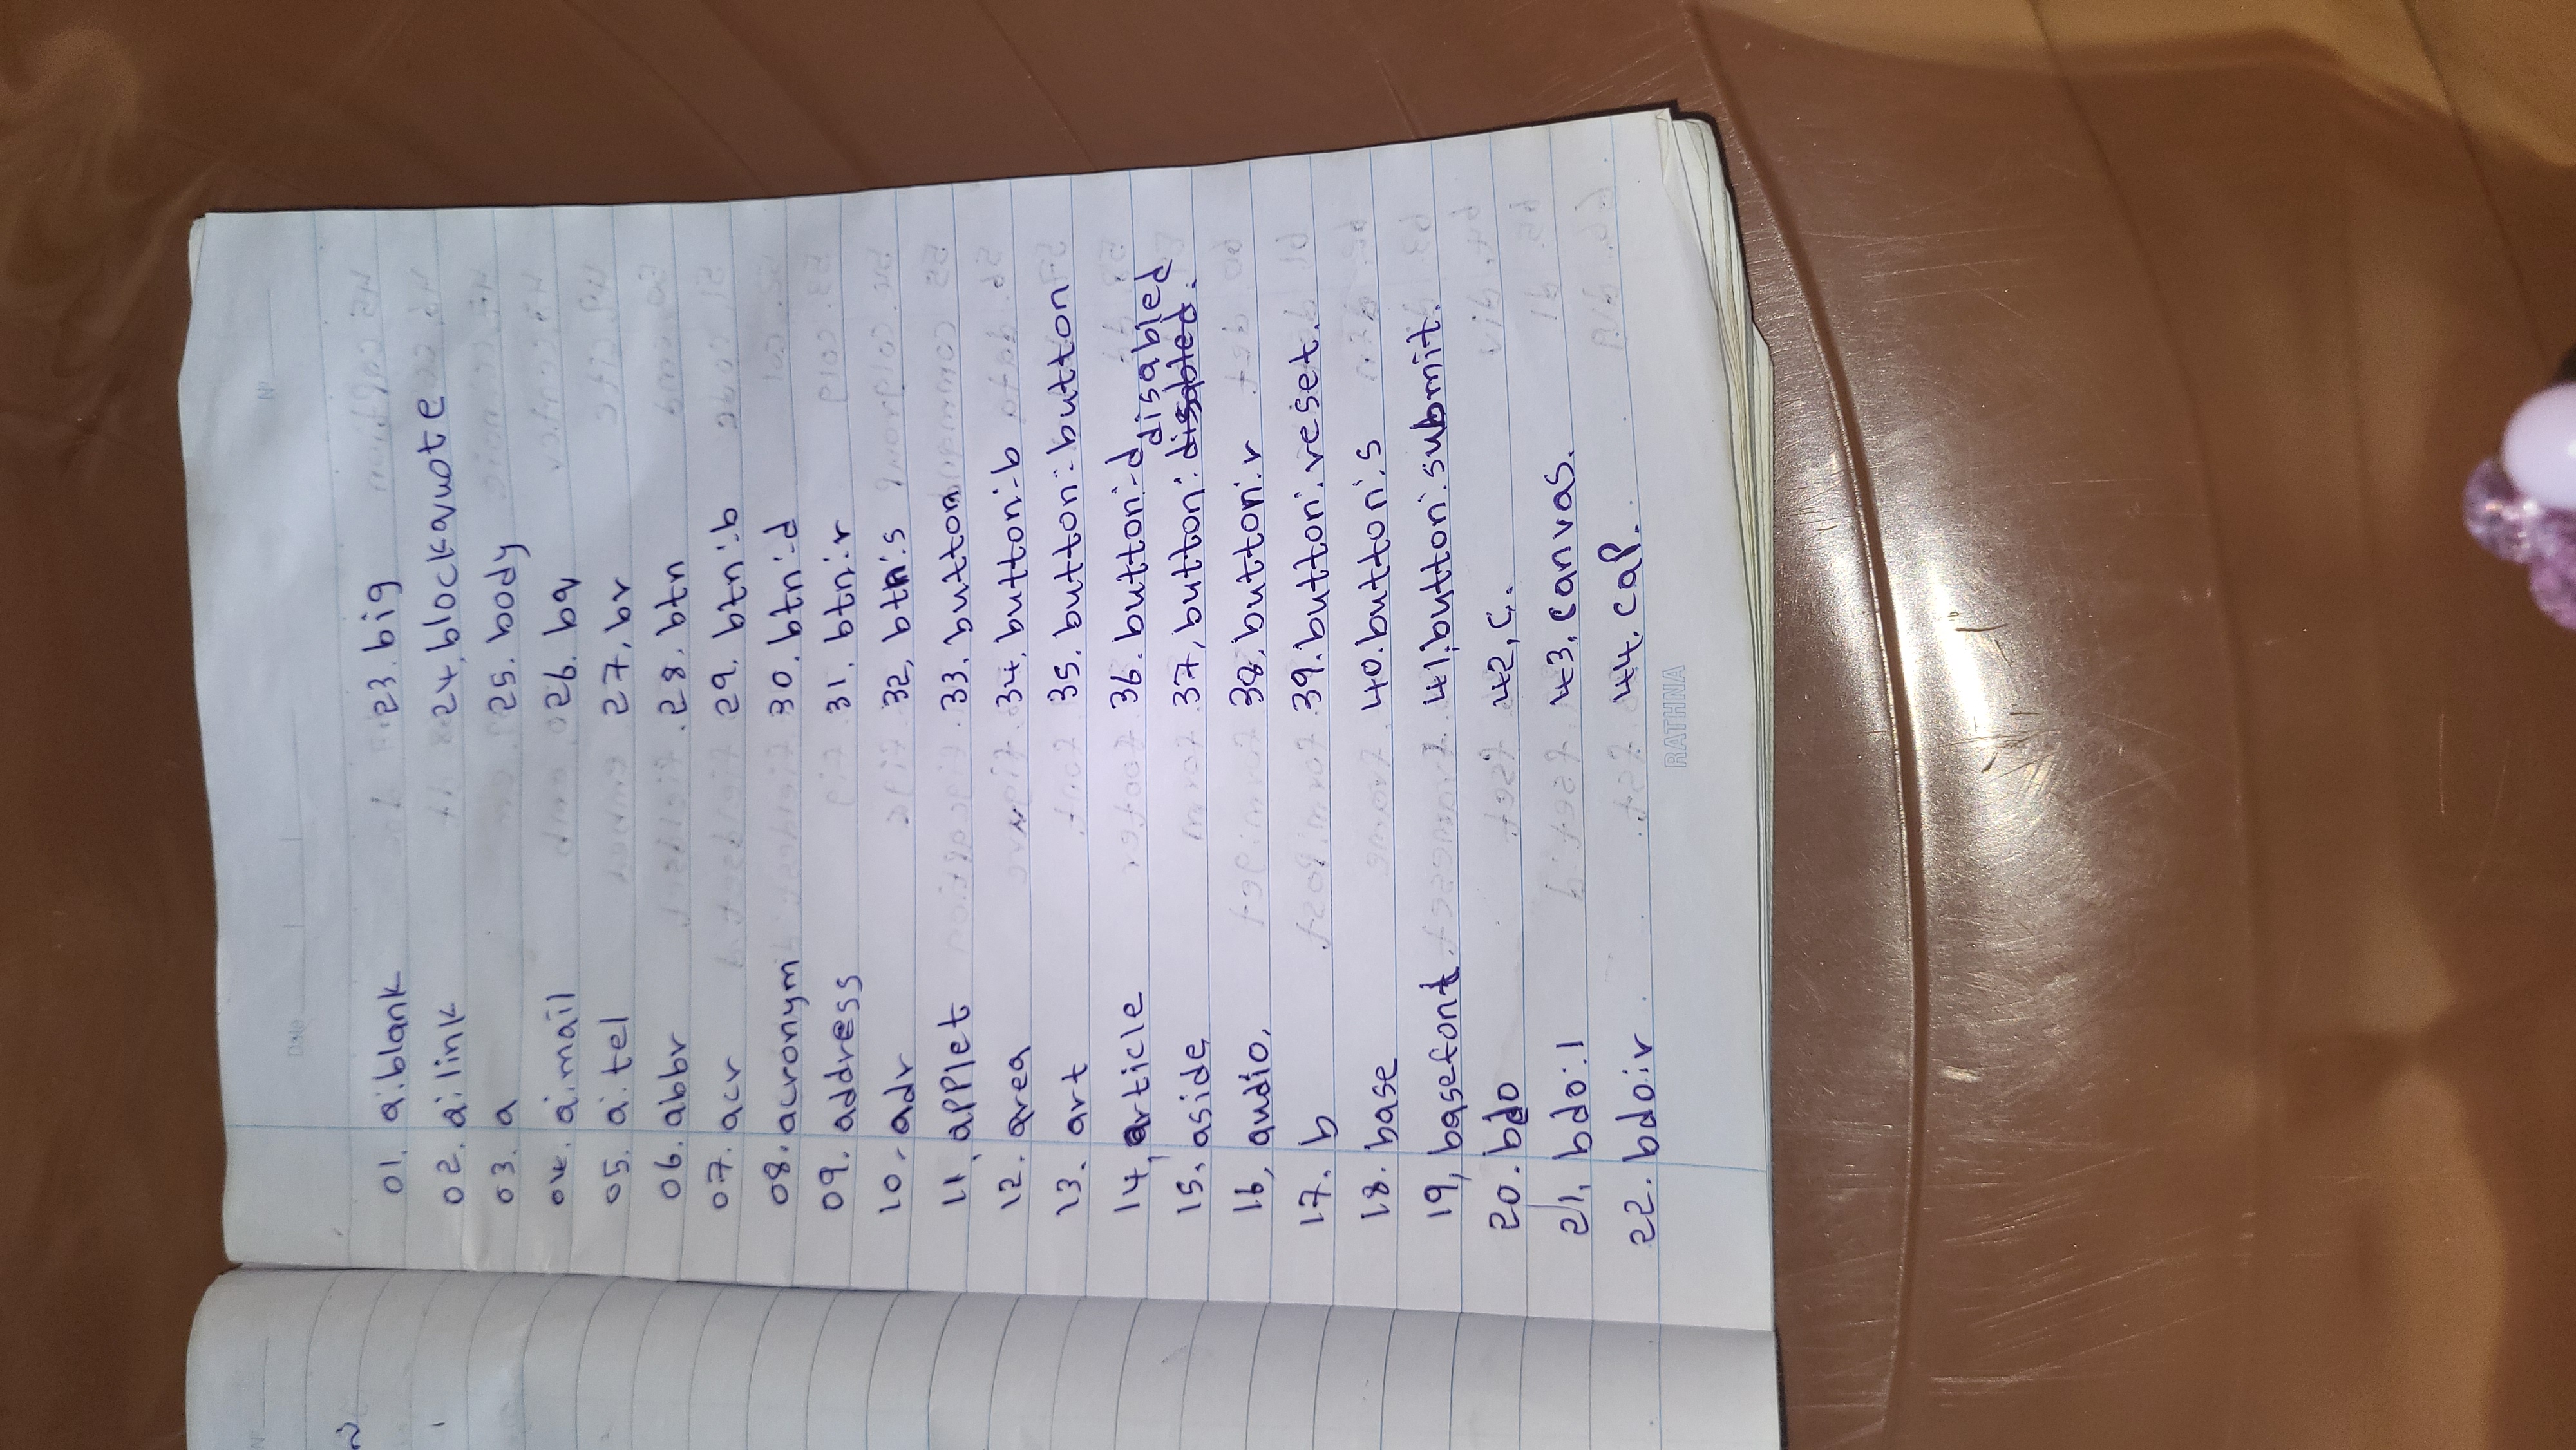 Nº
Date
Nº
01. a:blank
02. a:link
03. a
04. a:mail
05. a:tel
06. abbr
07. acr
08. acronym
09. address
10. adr
11, applet
12. area
13. art
14, article
15, aside
16, audio,
17. b
18. base
19, basefont
20. bdo
21, bdo:l
22. bdo:r
23. big
24, blockquote
25. body
26. bq
27, br
28. btn
29. btn:b
30. btn:d
31. btn:r
32, btn:s
33. button
34. button:b
35. button:button
36. button:d
disabled
37, button:
38, button:r
39. button:reset.
40. button:s
41, button:submit.
42, c.
43, canvas.
44. cap.
RATHNA